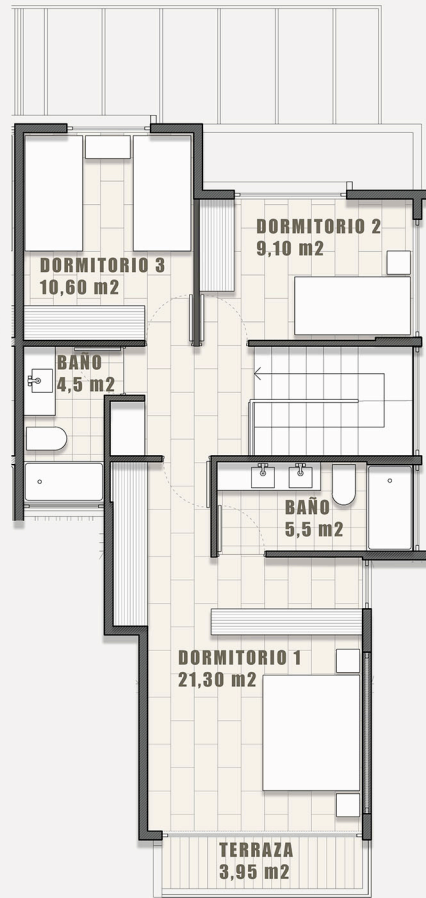 DORMITORIO 2
9,10 m2
DORMITORIO 3
10,60 m2
BAÑO
4,5 m2
BAÑO
5,5 m2
DORMITORIO 1
21,30 m2
TERRAZA
3,95 m2